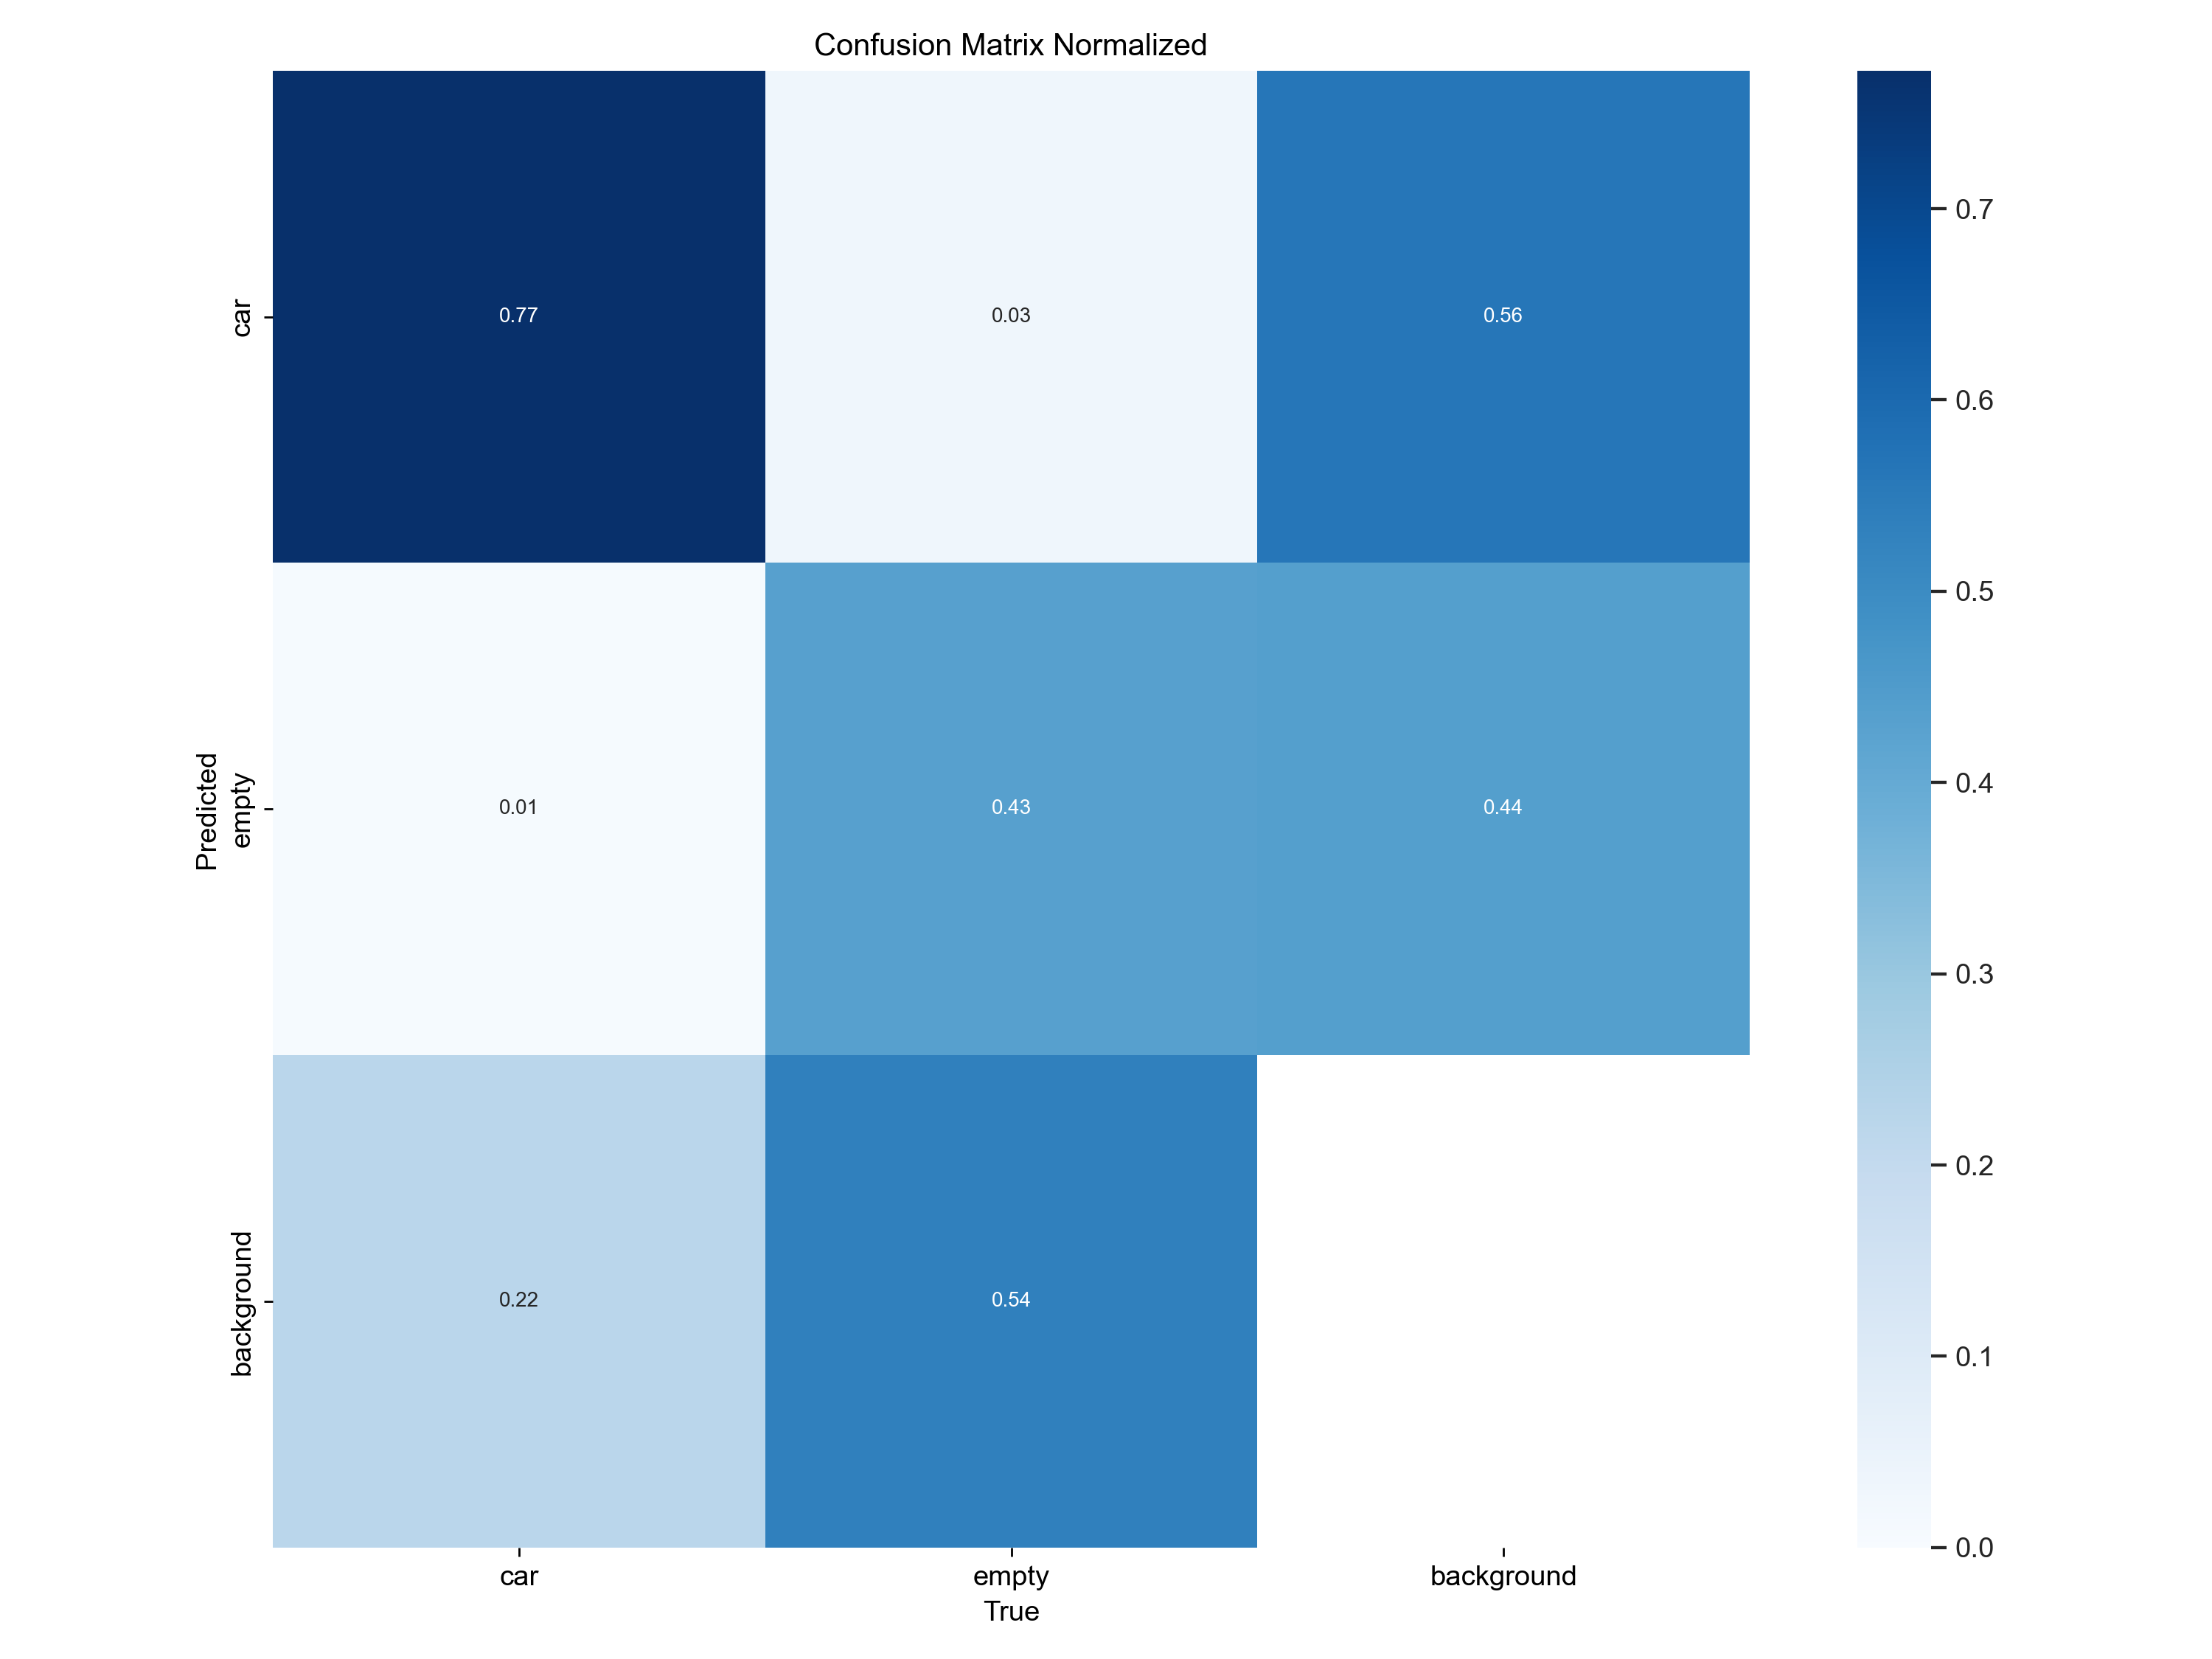 Confusion Matrix Normalized
car
0.77
0.03
0.56
0.7
0.6
0.5
Predicted
empty
0.01
0.43
0.44
0.4
0.3
background
0.22
0.54
0.2
0.1
0.0
car
empty
background
True